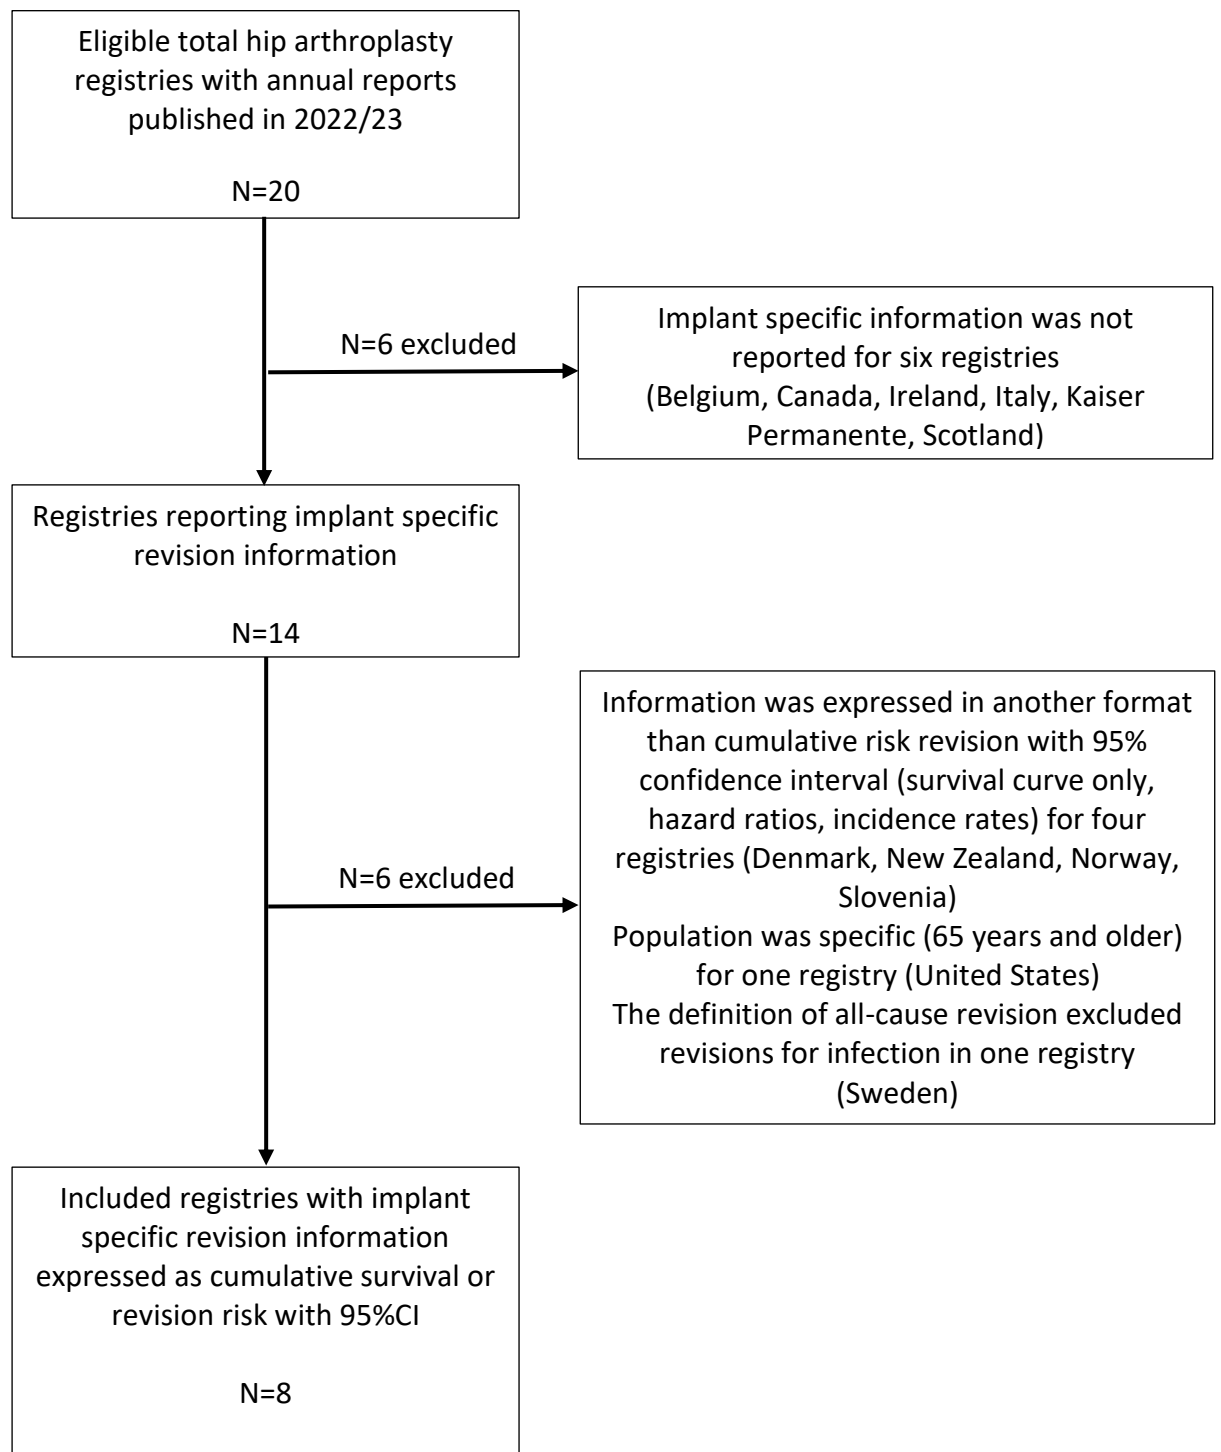 Eligible total hip arthroplasty
registries with annual reports
published in 2022/23
N=20
N=6 excluded
Implant specific information was not
reported for six registries
(Belgium, Canada, Ireland, Italy, Kaiser
Permanente, Scotland)
Registries reporting implant specific
revision information
N=14
N=6 excluded
Information was expressed in another format
than cumulative risk revision with 95%
confidence interval (survival curve only,
hazard ratios, incidence rates) for four
registries (Denmark, New Zealand, Norway,
Slovenia)
Population was specific (65 years and older)
for one registry (United States)
The definition of all-cause revision excluded
revisions for infection in one registry
(Sweden)
Included registries with implant
specific revision information
expressed as cumulative survival or
revision risk with 95%CI
N=8